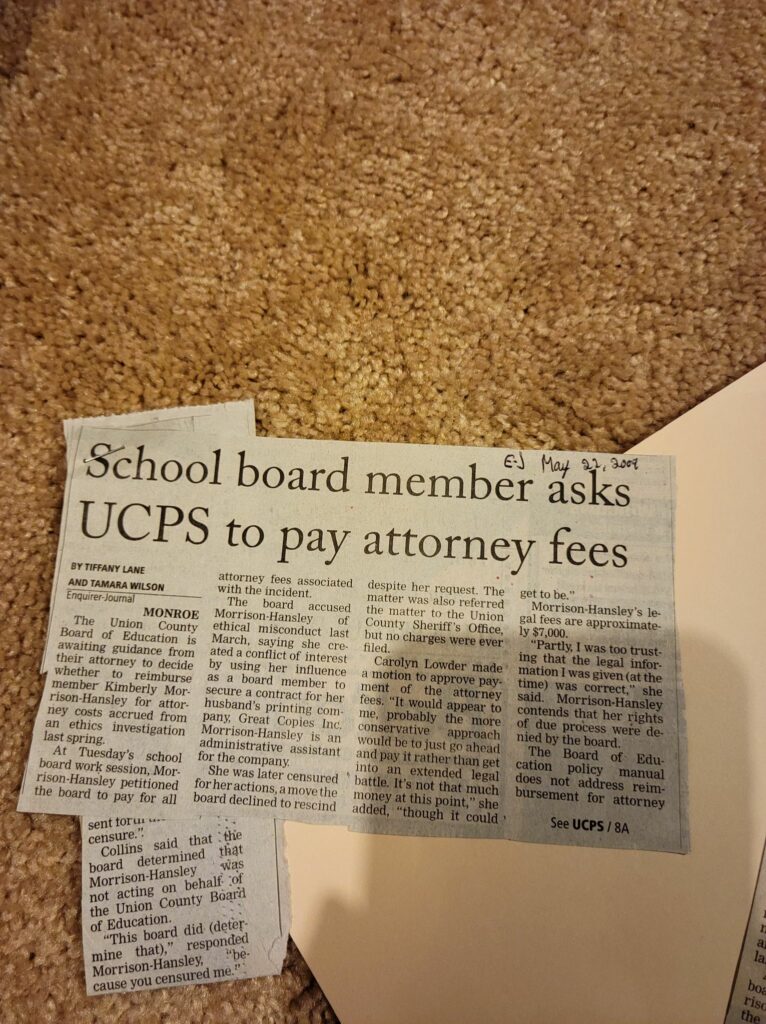 E-J May 22, 2008
School board member asks
UCPS to pay attorney fees
BY TIFFANY LANE
AND TAMARA WILSON
Enquirer-Journal
MONROE
The Union County
Board of Education is
awaiting guidance from
their attorney to decide
whether to reimburse
member Kimberly Mor-
rison-Hansley for attor-
ney costs accrued from
an ethics investigation
last spring.
At Tuesday's school
board work session, Mor-
rison-Hansley petitioned
the board to pay for all
attorney fees associated
with the incident.
The board accused
Morrison-Hansley of
ethical misconduct last
March, saying she cre-
ated a conflict of interest
by using her influence
as a board member to
secure a contract for her
husband's printing com-
pany, Great Copies Inc.
Morrison-Hansley is an
administrative assistant
for the company.
She was later censured
for her actions, a move the
board declined to rescind
despite her request. The
matter was also referred
the matter to the Union
County Sheriff's Office,
but no charges were ever
filed.
Carolyn Lowder made
a motion to approve pay-
ment of the attorney
fees. "It would appear to
me, probably the more
conservative approach
would be to just go ahead
and pay it rather than get
into an extended legal
battle. It's not that much
money at this point," she
added, "though it could
get to be."
Morrison-Hansley's le-
gal fees are approximate-
ly $7,000.
"Partly, I was too trust-
ing that the legal infor-
mation I was given (at the
time) was correct," she
said. Morrison-Hansley
contends that her rights
of due process were de-
nied by the board.
The Board of Edu-
cation policy manual
does not address reim-
bursement for attorney
See UCPS / 8A
sent forth
censure."
Collins said that the
board determined that
Morrison-Hansley was
not acting on behalf of
the Union County Board
of Education.
"This board did (deter-
mine that)," responded
Morrison-Hansley, "be-
cause you censured me."